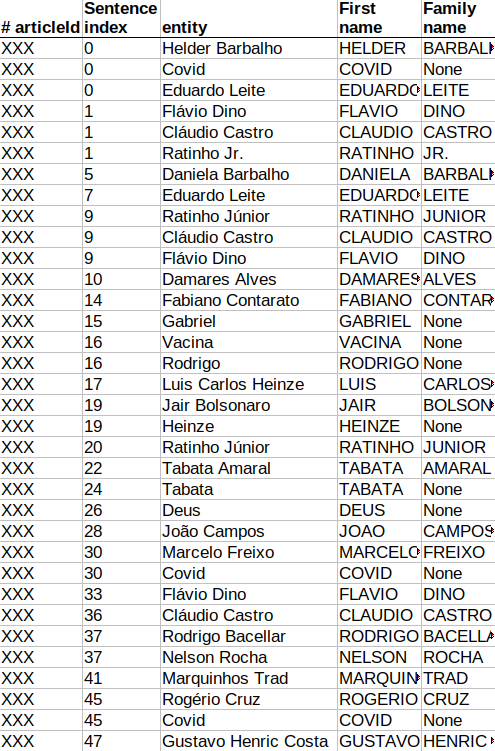 # articleId Sentence index entity First name Family name
XXX 0 Helder Barbalho HELDER BARBALH
XXX 0 Covid COVID None
XXX 0 Eduardo Leite EDUARDO LEITE
XXX 1 Flávio Dino FLAVIO DINO
XXX 1 Cláudio Castro CLAUDIO CASTRO
XXX 1 Ratinho Jr. RATINHO JR.
XXX 5 Daniela Barbalho DANIELA BARBALH
XXX 7 Eduardo Leite EDUARDO LEITE
XXX 9 Ratinho Júnior RATINHO JUNIOR
XXX 9 Cláudio Castro CLAUDIO CASTRO
XXX 9 Flávio Dino FLAVIO DINO
XXX 10 Damares Alves DAMARES ALVES
XXX 14 Fabiano Contarato FABIANO CONTAR
XXX 15 Gabriel GABRIEL None
XXX 16 Vacina VACINA None
XXX 16 Rodrigo RODRIGO None
XXX 17 Luis Carlos Heinze LUIS CARLOS
XXX 19 Jair Bolsonaro JAIR BOLSON
XXX 19 Heinze HEINZE None
XXX 20 Ratinho Júnior RATINHO JUNIOR
XXX 22 Tabata Amaral TABATA AMARAL
XXX 24 Tabata TABATA None
XXX 26 Deus DEUS None
XXX 28 João Campos JOAO CAMPOS
XXX 30 Marcelo Freixo MARCELO FREIXO
XXX 30 Covid COVID None
XXX 33 Flávio Dino FLAVIO DINO
XXX 36 Cláudio Castro CLAUDIO CASTRO
XXX 37 Rodrigo Bacellar RODRIGO BACELLA
XXX 37 Nelson Rocha NELSON ROCHA
XXX 41 Marquinhos Trad MARQUIN TRAD
XXX 45 Rogério Cruz ROGERIO CRUZ
XXX 45 Covid COVID None
XXX 47 Gustavo Henric Costa GUSTAVO HENRIC